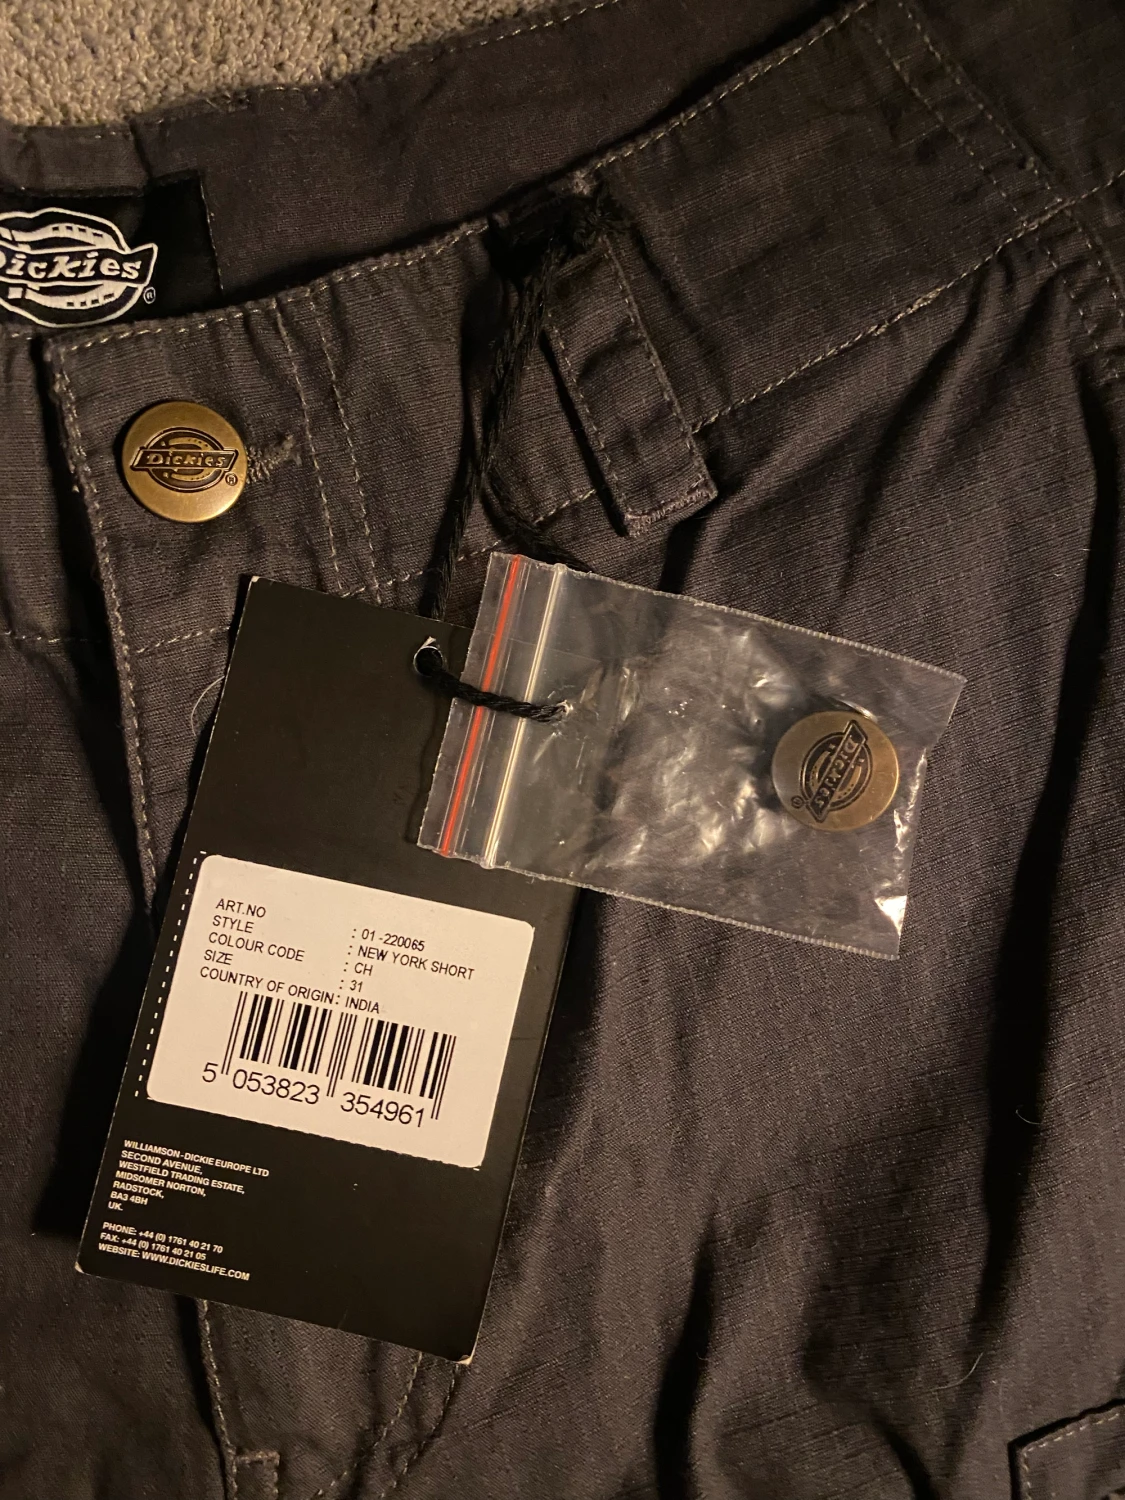 Dickies
®
Dickies
®
Dickies
®
ART.NO : 01-220065
STYLE : NEW YORK SHORT
COLOUR CODE : CH
SIZE : 31
COUNTRY OF ORIGIN : INDIA
5 053823 354961
WILLIAMSON-DICKIE EUROPE LTD
SECOND AVENUE,
WESTFIELD TRADING ESTATE,
MIDSOMER NORTON,
RADSTOCK,
BA3 4BH
UK.
PHONE: +44 (0) 1761 40 21 70
FAX: +44 (0) 1761 40 21 05
WEBSITE: WWW.DICKIESLIFE.COM